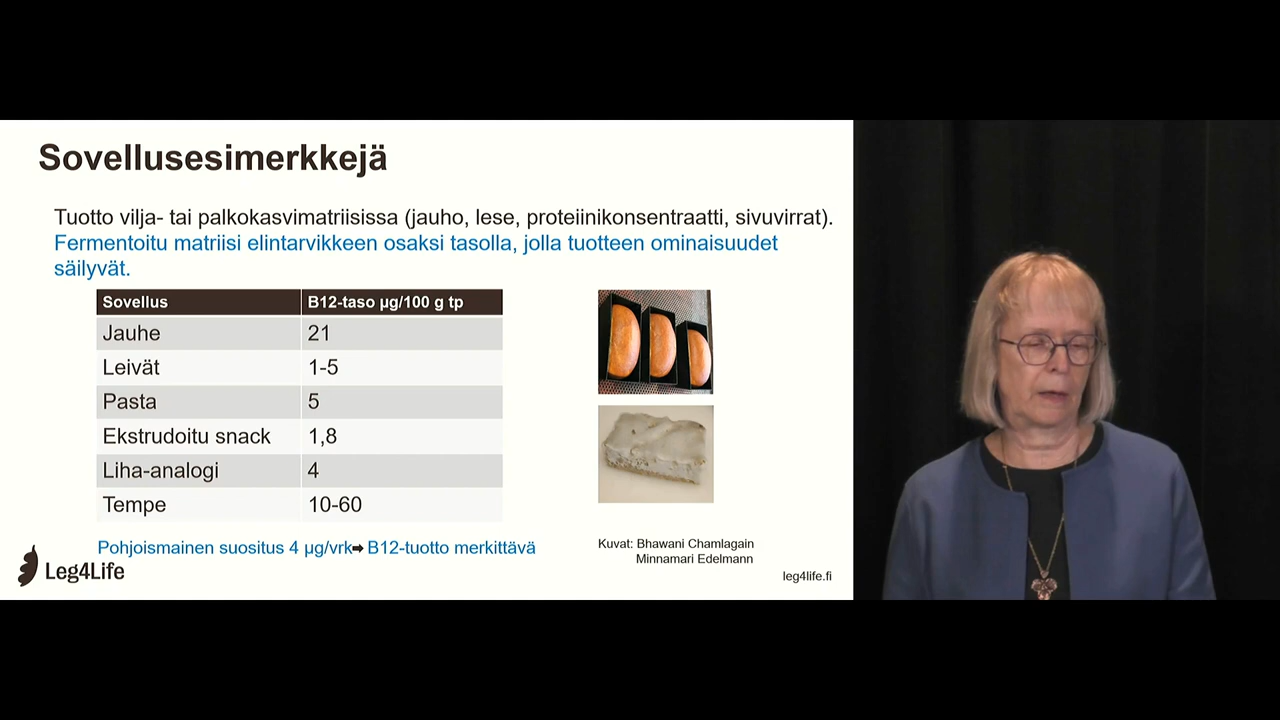 Sovellusesimerkkejä
Tuotto vilja- tai palkokasvimatriisissa (jauho, lese, proteiinikonsentraatti, sivuvirrat).
Fermentoitu matriisi elintarvikkeen osaksi tasolla, jolla tuotteen ominaisuudet
säilyvät.
Sovellus B12-taso µg/100 g tp
Jauhe 21
Leivät 1-5
Pasta 5
Ekstrudoitu snack 1,8
Liha-analogi 4
Tempe 10-60
Pohjoismainen suositus 4 µg/vrk➡ B12-tuotto merkittävä
Kuvat: Bhawani Chamlagain
Minnamari Edelmann
Leg4Life
leg4life.fi